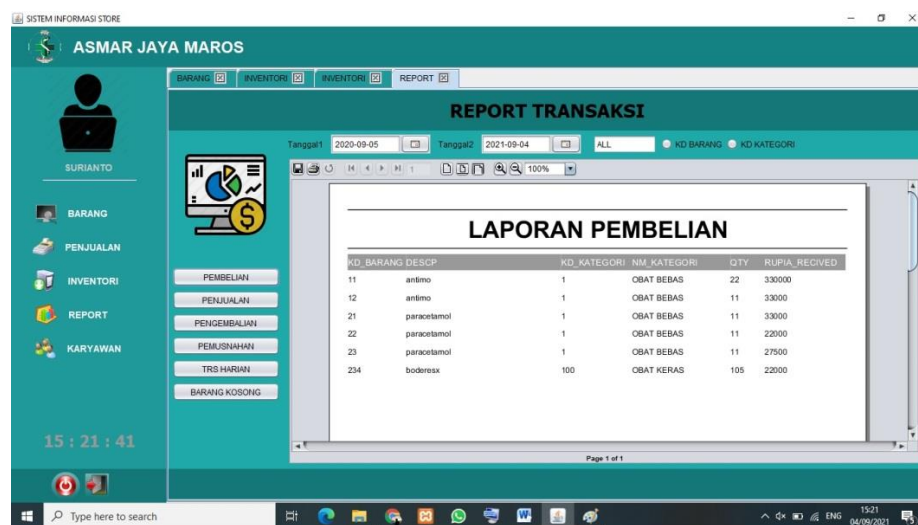 SISTEM INFORMASI STORE
ASMAR JAYA MAROS
BARANG INVENTORI INVENTORI REPORT
REPORT TRANSAKSI
Tanggal1 2020-09-05 Tanggal2 2021-09-04 ALL KD BARANG KD KATEGORI
SURIANTO
1 100%
BARANG
PENJUALAN
INVENTORI
REPORT
KARYAWAN
PEMBELIAN
PENJUALAN
PENGEMBALIAN
PEMUSNAHAN
TRS HARIAN
BARANG KOSONG
LAPORAN PEMBELIAN
KD_BARANG DESCP KD_KATEGORI NM_KATEGORI QTY RUPIA_RECIVED
11 antimo 1 OBAT BEBAS 22 330000
12 antimo 1 OBAT BEBAS 11 33000
21 paracetamol 1 OBAT BEBAS 11 33000
22 paracetamol 1 OBAT BEBAS 11 22000
23 paracetamol 1 OBAT BEBAS 11 27500
234 boderesx 100 OBAT KERAS 105 22000
Page 1 of 1
15 : 21 : 41
Type here to search
ENG
15:21
04/09/2021